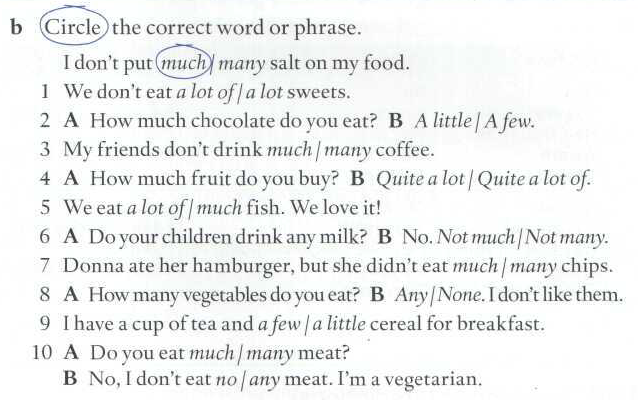 b Circle the correct word or phrase.
I don't put much / many salt on my food.
1 We don't eat a lot of / a lot sweets.
2 A How much chocolate do you eat? B A little / A few.
3 My friends don't drink much / many coffee.
4 A How much fruit do you buy? B Quite a lot / Quite a lot of.
5 We eat a lot of / much fish. We love it!
6 A Do your children drink any milk? B No. Not much / Not many.
7 Donna ate her hamburger, but she didn't eat much / many chips.
8 A How many vegetables do you eat? B Any / None. I don't like them.
9 I have a cup of tea and a few / a little cereal for breakfast.
10 A Do you eat much / many meat?
B No, I don't eat no / any meat. I'm a vegetarian.